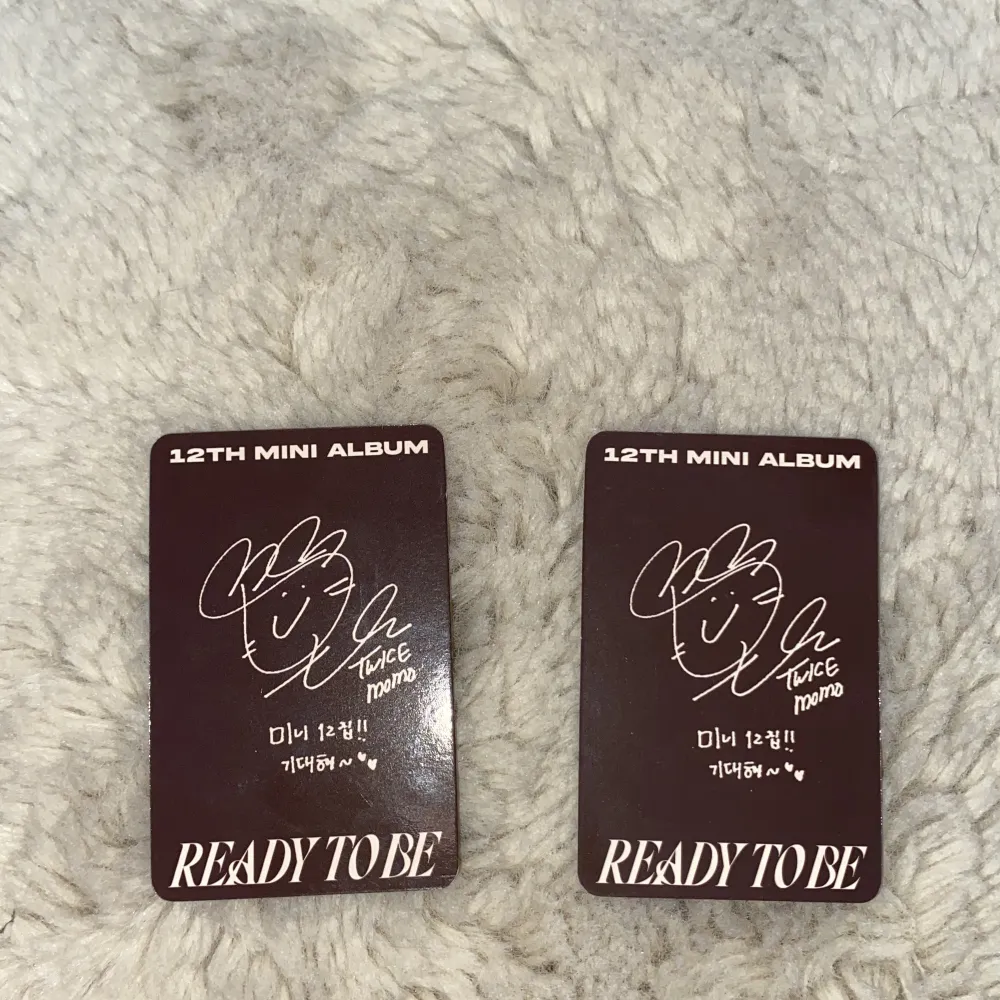 12TH MINI ALBUM
TWICE
MOMO
미니 12집!!
기대해~
READY TO BE
12TH MINI ALBUM
TWICE
MOMO
미니 12집!!
기대해~
READY TO BE